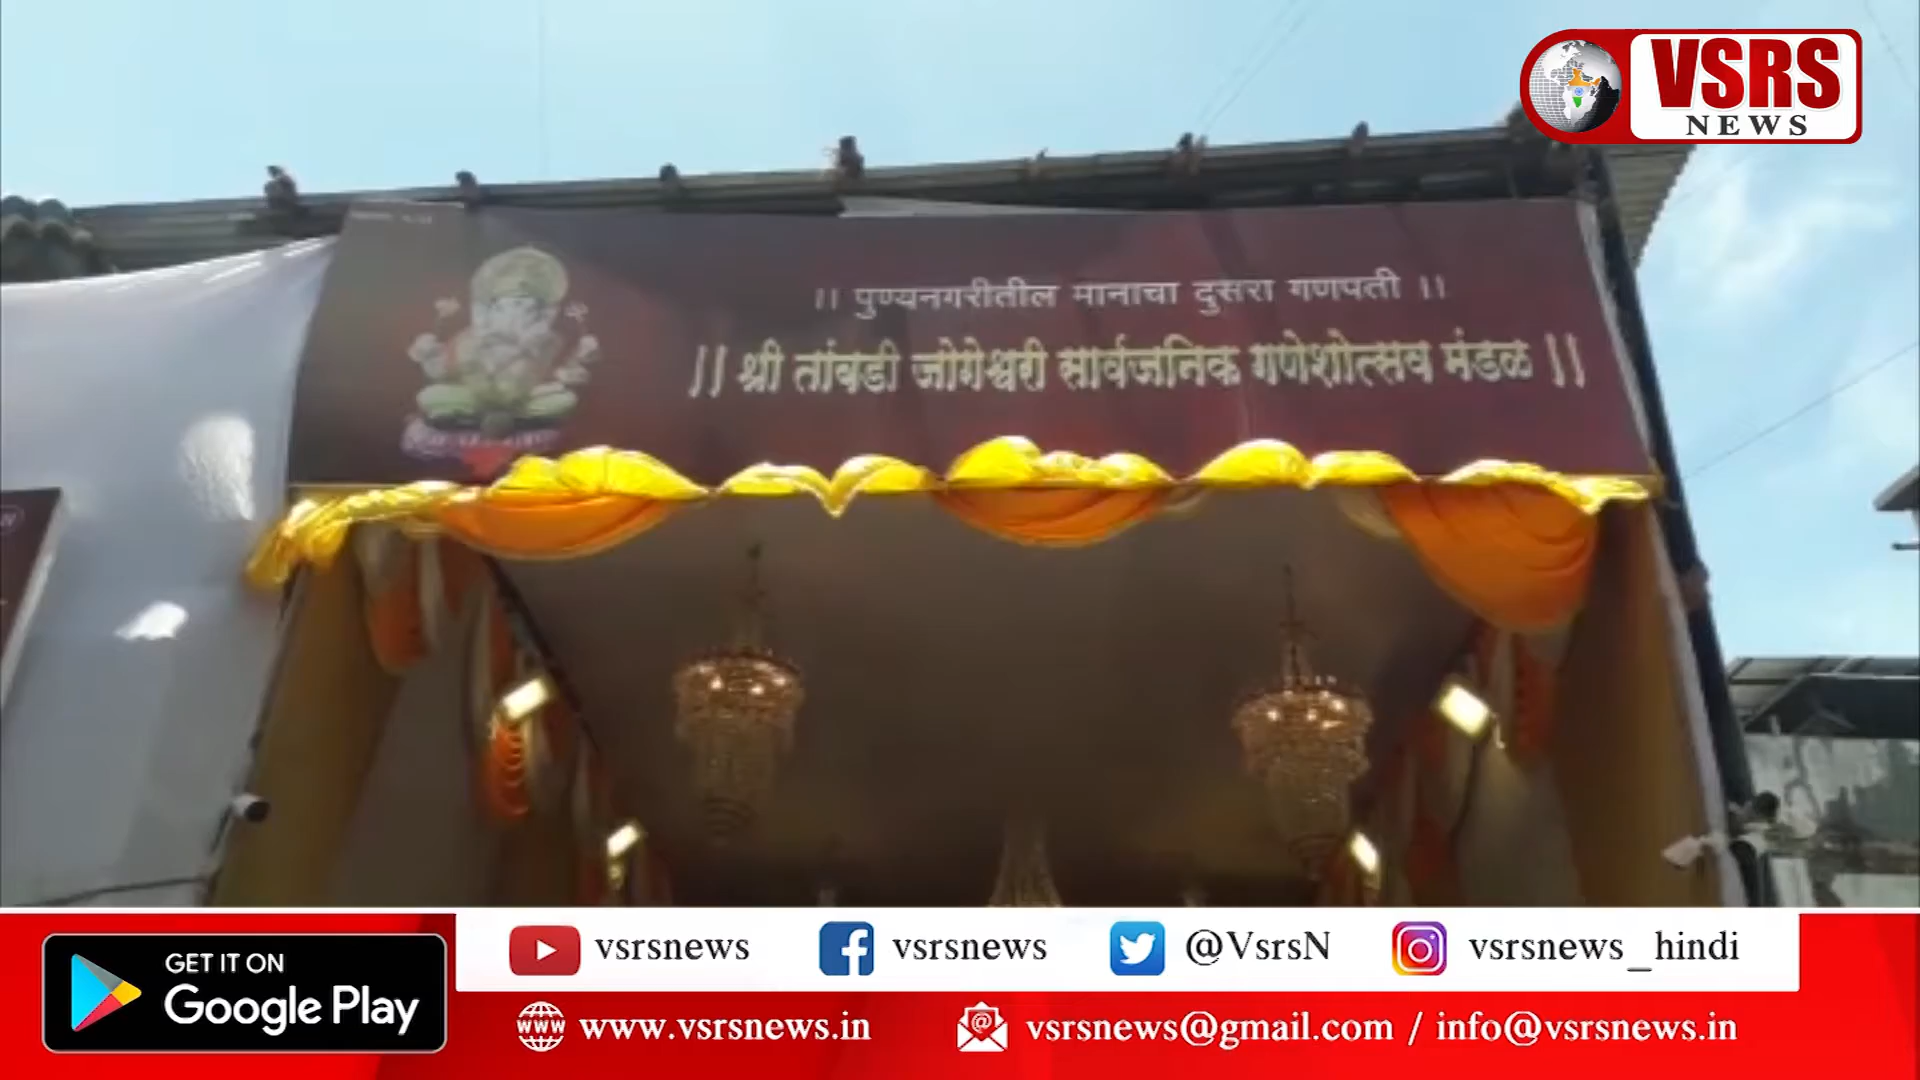 VSRS
NEWS
।। पुण्यनगरीतील मानाचा दुसरा गणपती ।।
|| श्री तांबडी जोगेश्वरी सार्वजनिक गणेशोत्सव मंडळ ||
GET IT ON
Google Play
vsrsnews
vsrsnews
@VsrsN
vsrsnews_hindi
www
www.vsrsnews.in
vsrsnews@gmail.com / info@vsrsnews.in